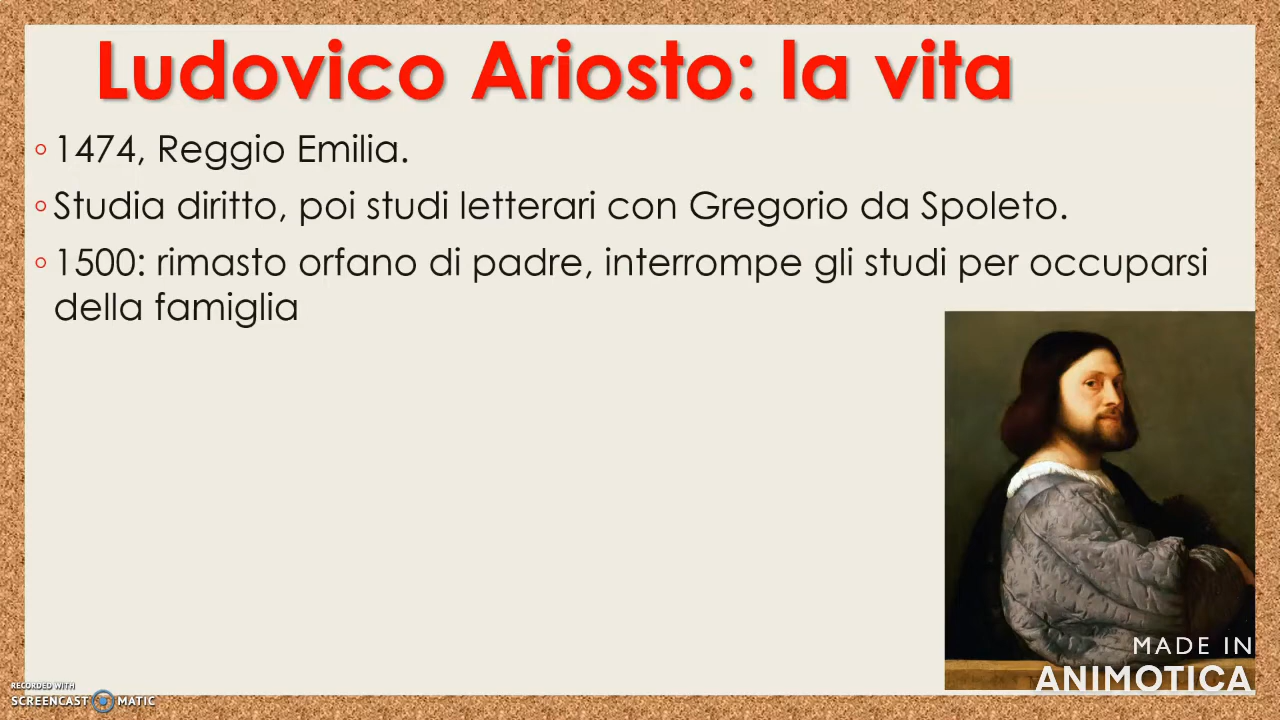 Ludovico Ariosto: la vita
1474, Reggio Emilia.
Studia diritto, poi studi letterari con Gregorio da Spoleto.
1500: rimasto orfano di padre, interrompe gli studi per occuparsi
della famiglia
MADE IN
ANIMOTICA
RECORDED WITH
SCREENCAST MATIC